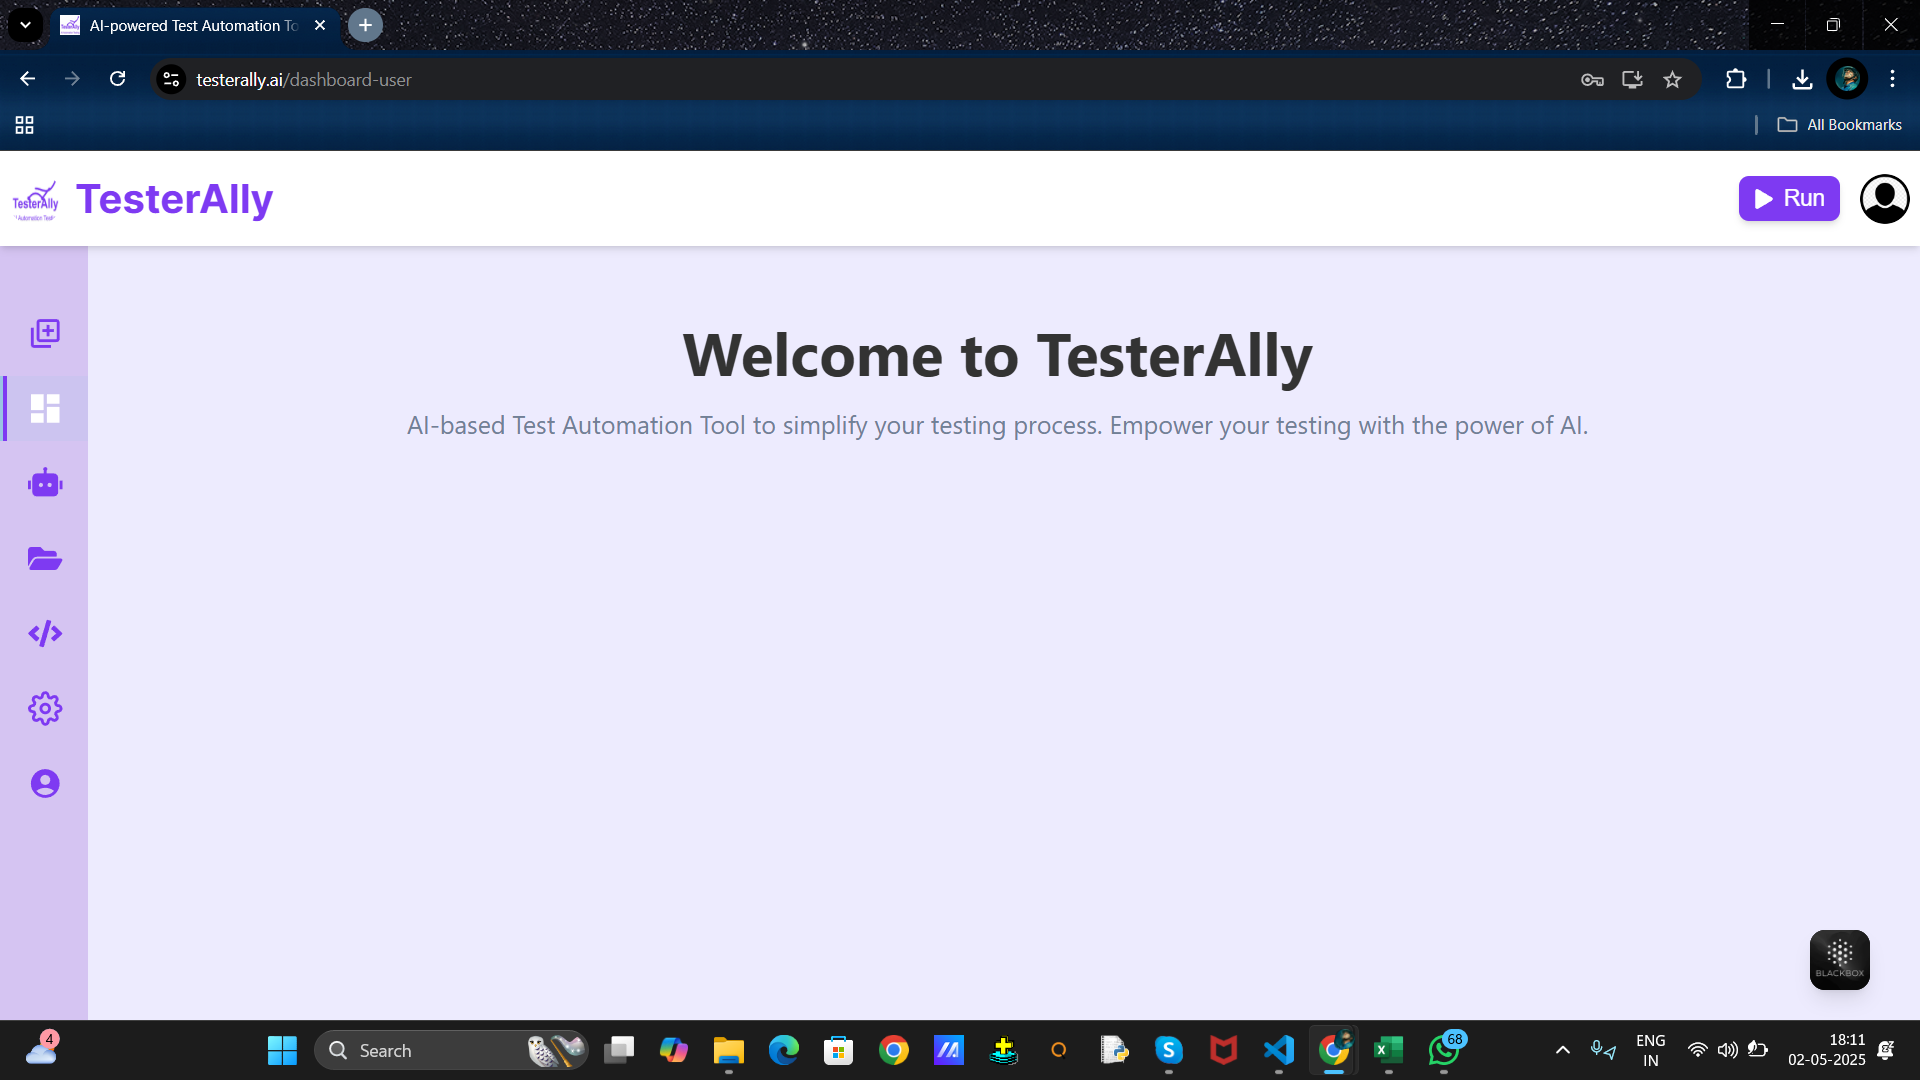 AI-powered Test Automation To
testerally.ai/dashboard-user
All Bookmarks
TesterAlly
TesterAlly
Run
Welcome to TesterAlly
AI-based Test Automation Tool to simplify your testing process. Empower your testing with the power of AI.
BLACKBOX
4
Search
S
X
68
ENG
IN
18:11
02-05-2025